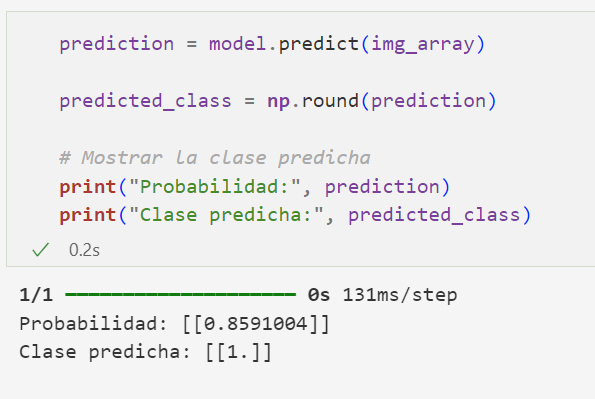 prediction = model.predict(img_array)
predicted_class = np.round(prediction)
# Mostrar la clase predicha
print("Probabilidad:", prediction)
print("Clase predicha:", predicted_class)
0.2s
1/1 ━━━━━━━━━━━━━━━━━━━━ 0s 131ms/step
Probabilidad: [[0.8591004]]
Clase predicha: [[1.]]